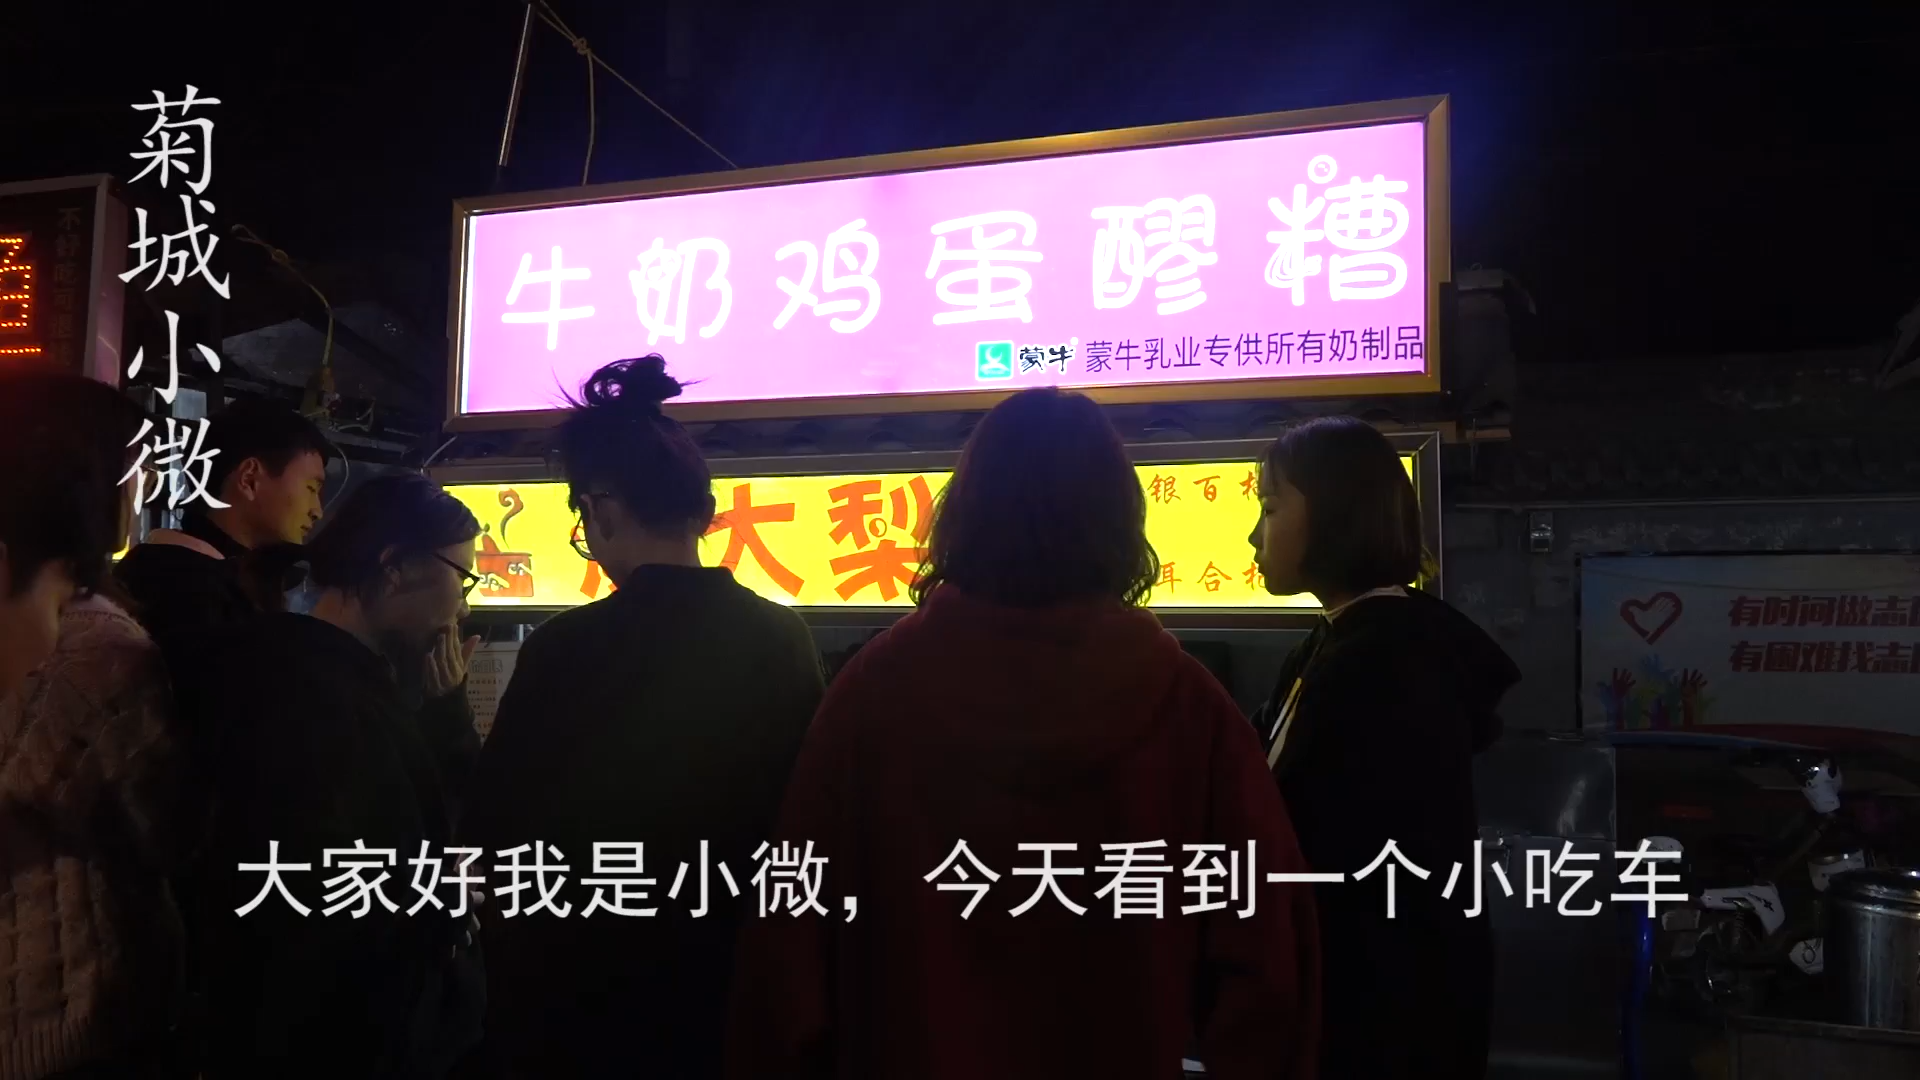 菊城小微
牛奶鸡蛋醪糟
蒙牛 蒙牛乳业专供所有奶制品
大梨
银百
耳合
有时间做志
有困难找志
大家好我是小微，今天看到一个小吃车